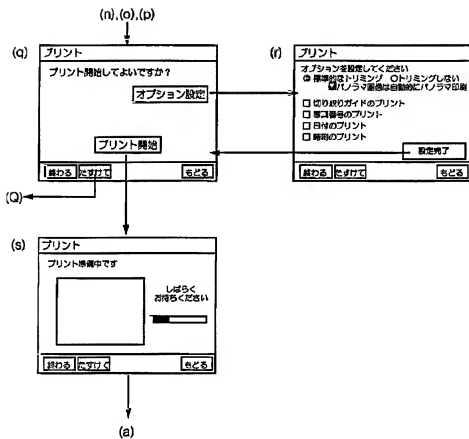 (n),(o),(p)
(q)
プリント
プリント開始してよいですか？
オプション設定
プリント開始
終わる たすけて もどる
(Q)
(r)
プリント
オプションを設定してください
標準的なトリミング トリミングしない
パノラマ画像は自動的にパノラマ印刷
切り取りガイドのプリント
番号のプリント
日付のプリント
時刻のプリント
設定完了
終わる たすけて もどる
(s)
プリント
プリント準備中です
しばらく
お待ちください
終わる たすけて もどる
(a)